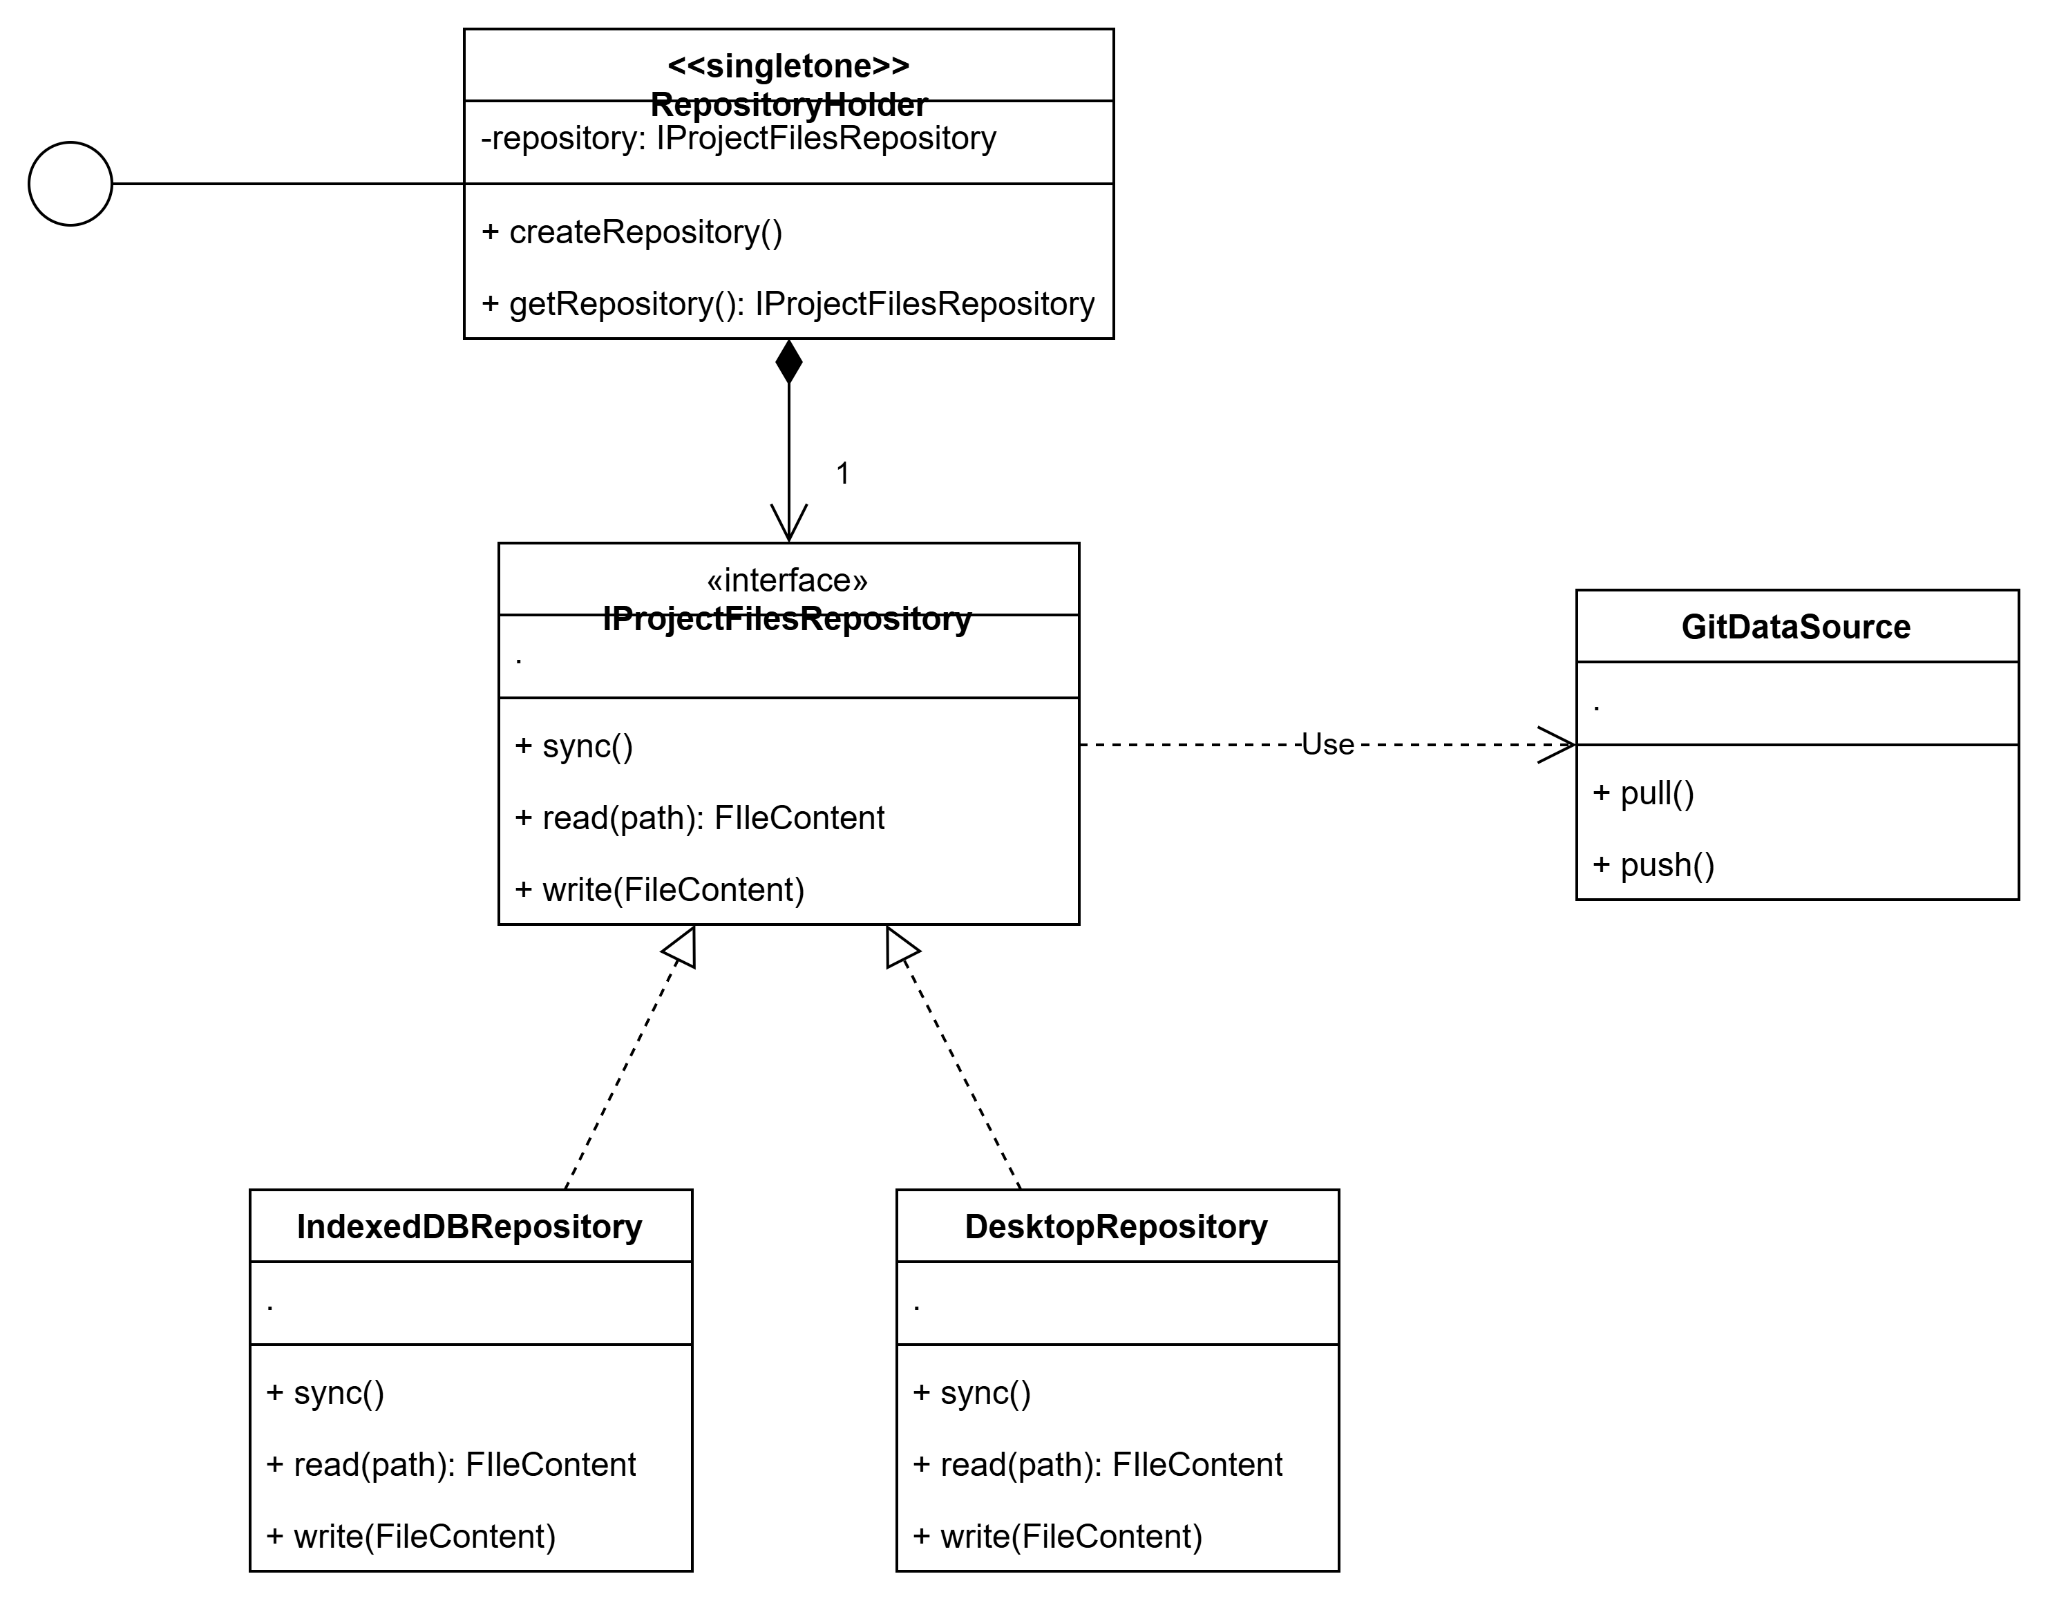 <<singletone>>
RepositoryHolder
-repository: IProjectFilesRepository
+ createRepository()
+ getRepository(): IProjectFilesRepository
1
«interface»
IProjectFilesRepository
.
+ sync()
+ read(path): FIleContent
+ write(FileContent)
Use
GitDataSource
.
+ pull()
+ push()
IndexedDBRepository
.
+ sync()
+ read(path): FIleContent
+ write(FileContent)
DesktopRepository
.
+ sync()
+ read(path): FIleContent
+ write(FileContent)